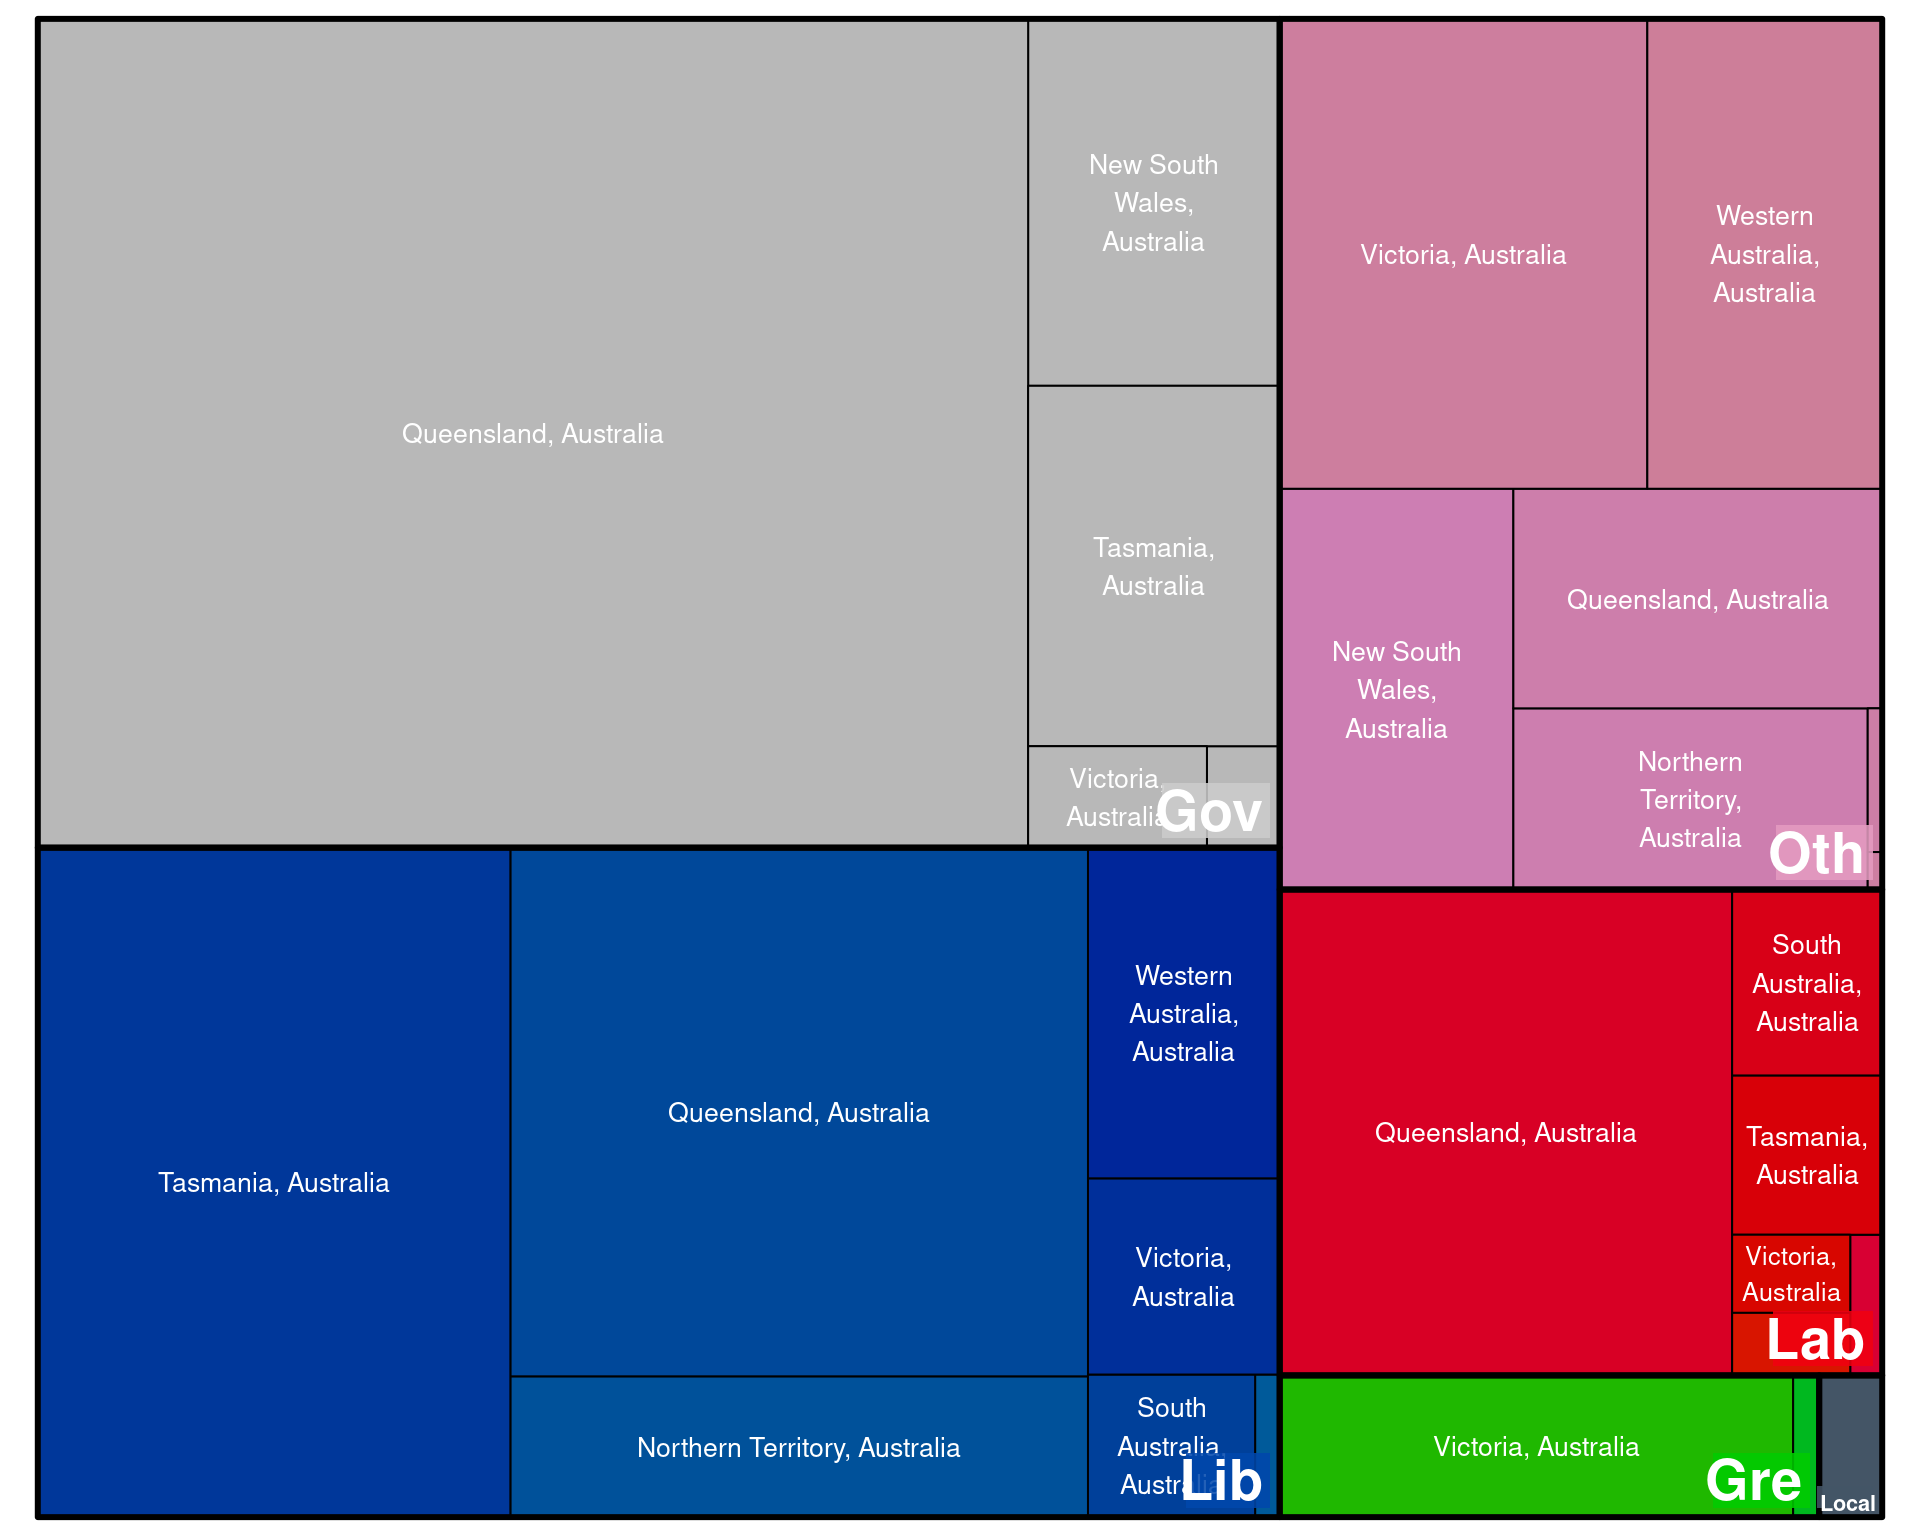 Queensland, Australia
New South
Wales,
Australia
Tasmania,
Australia
Victoria,
Australia
Gov
Victoria, Australia
Western
Australia,
Australia
New South
Wales,
Australia
Queensland, Australia
Northern
Territory,
Australia
Oth
Tasmania, Australia
Queensland, Australia
Northern Territory, Australia
Western
Australia,
Australia
Victoria,
Australia
South
Australia,
Australia
Lib
Queensland, Australia
South
Australia,
Australia
Tasmania,
Australia
Victoria,
Australia
Lab
Victoria, Australia
Gre
Local